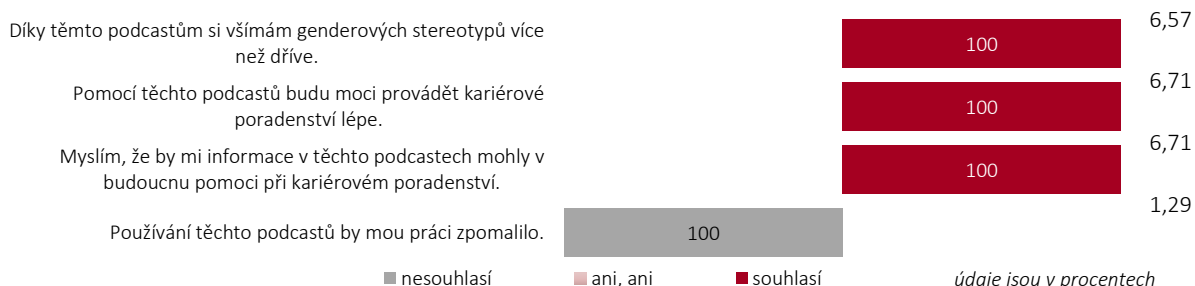 Díky těmto podcastům si všímám genderových stereotypů více
než dříve.
100
6,57
Pomocí těchto podcastů budu moci provádět kariérové
poradenství lépe.
100
6,71
Myslím, že by mi informace v těchto podcastech mohly v
budoucnu pomoci při kariérovém poradenství.
100
6,71
Používání těchto podcastů by mou práci zpomalilo.
100
1,29
nesouhlasí
ani, ani
souhlasí
údaje jsou v procentech